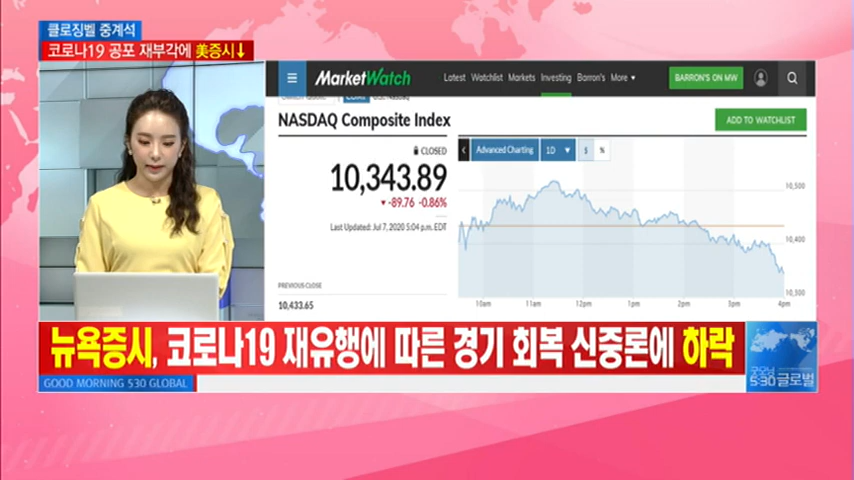 클로징벨 중계석
코로나19 공포 재부각에 美증시↓
MarketWatch
Latest Watchlist Markets Investing Barron's More ▼
BARRON'S ON MW
NASDAQ Composite Index
ADD TO WATCHLIST
CLOSED
10,343.89
▼ -89.76 -0.86%
Last Updated: Jul 7, 2020 5:04 p.m. EDT
PREVIOUS CLOSE
10,433.65
Advanced Charting 1D ▼ $ %
10,500
10,400
10,300
10am 11am 12pm 1pm 2pm 3pm 4pm
뉴욕증시, 코로나19 재유행에 따른 경기 회복 신중론에 하락
GOOD MORNING 530 GLOBAL
굿모닝
5:30 글로벌